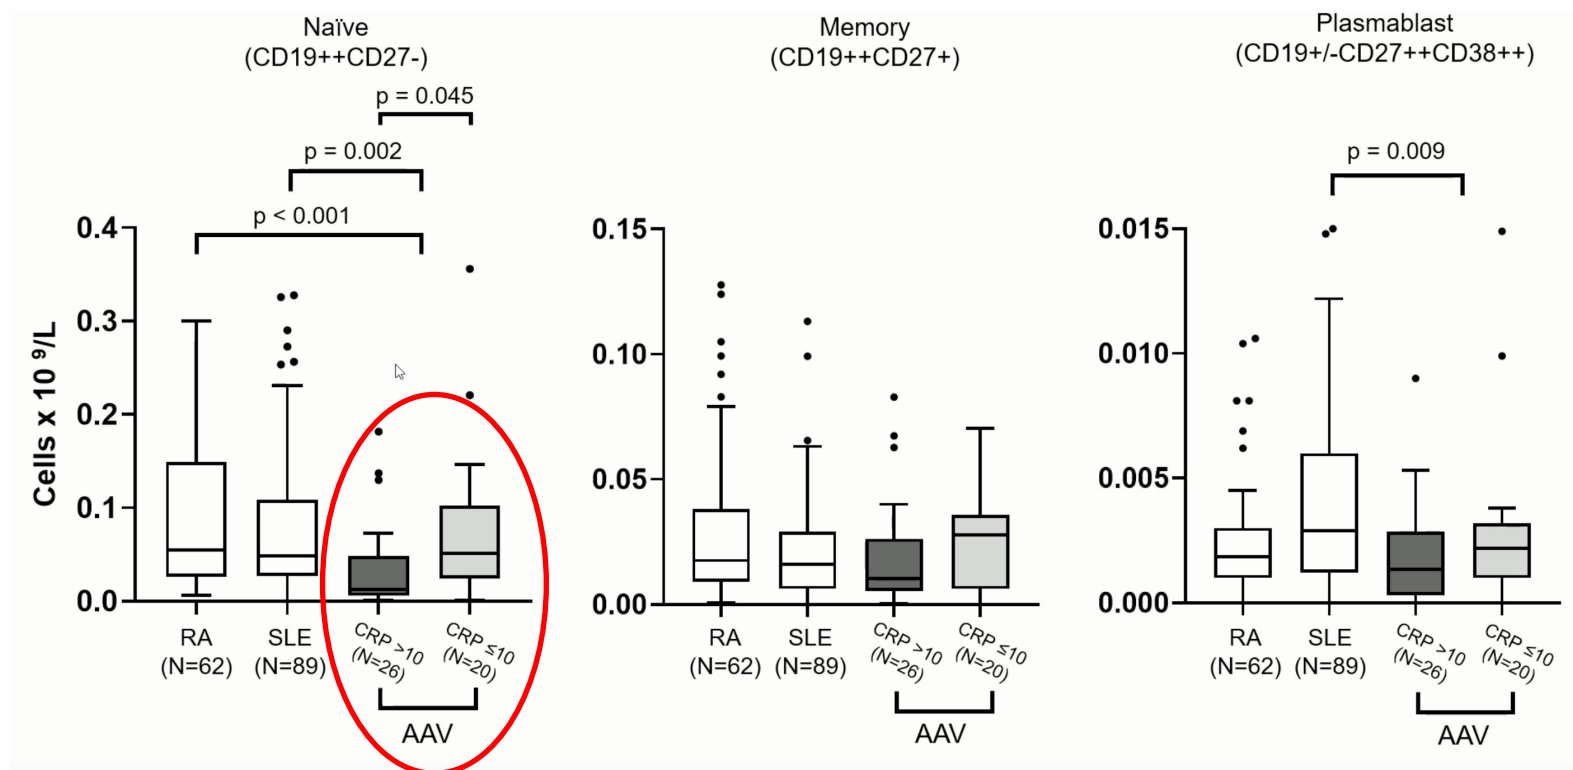 Naïve
(CD19++CD27-)
p = 0.045
p = 0.002
p < 0.001
Cells x 10 ⁹/L
0.4
0.3
0.2
0.1
0.0
RA
(N=62)
SLE
(N=89)
CRP >10
(N=26)
CRP ≤10
(N=20)
AAV
Memory
(CD19++CD27+)
0.15
0.10
0.05
0.00
RA
(N=62)
SLE
(N=89)
CRP >10
(N=26)
CRP ≤10
(N=20)
AAV
Plasmablast
(CD19+/-CD27++CD38++)
p = 0.009
0.015
0.010
0.005
0.000
RA
(N=62)
SLE
(N=89)
CRP >10
(N=26)
CRP ≤10
(N=20)
AAV